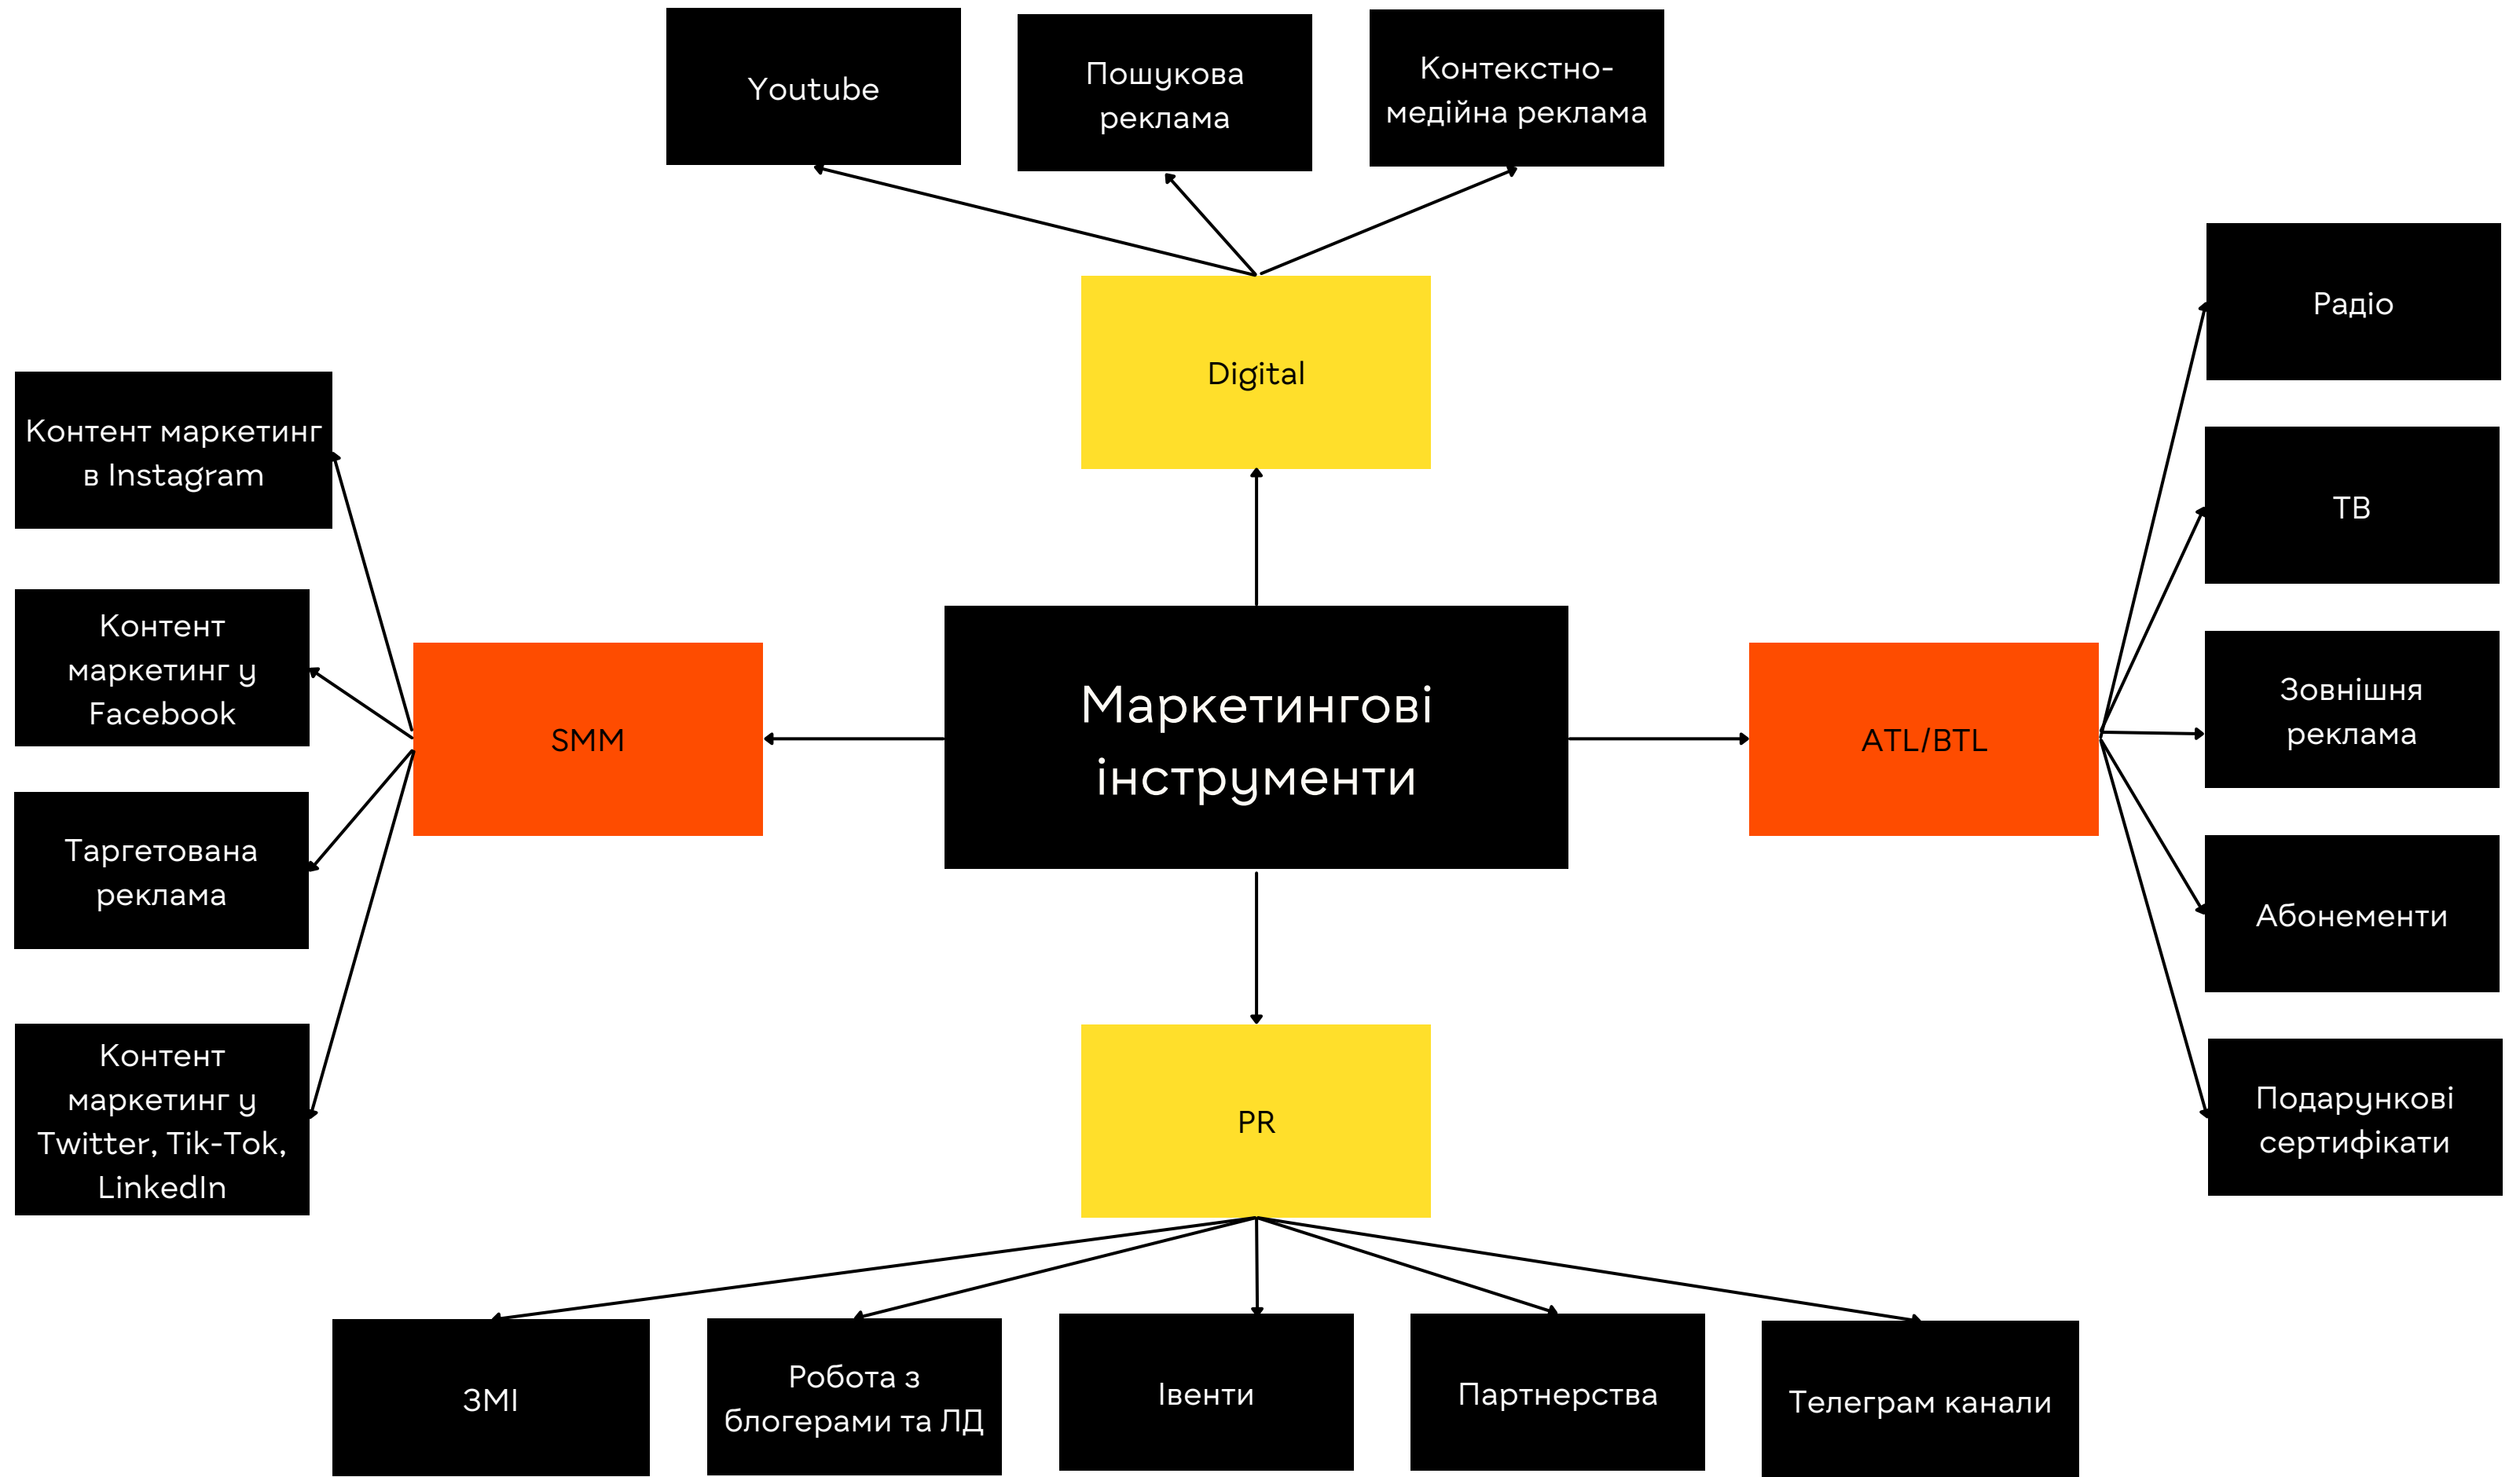 Youtube
Пошукова
реклама
Контекстно-
медійна реклама
Digital
Радіо
ТВ
Зовнішня
реклама
Абонементи
Подарункові
сертифікати
ATL/BTL
Маркетингові
інструменти
SMM
Контент маркетинг
в Instagram
Контент
маркетинг у
Facebook
Таргетована
реклама
Контент
маркетинг у
Twitter, Tik-Tok,
LinkedIn
PR
ЗМІ
Робота з
блогерами та ЛД
Івенти
Партнерства
Телеграм канали